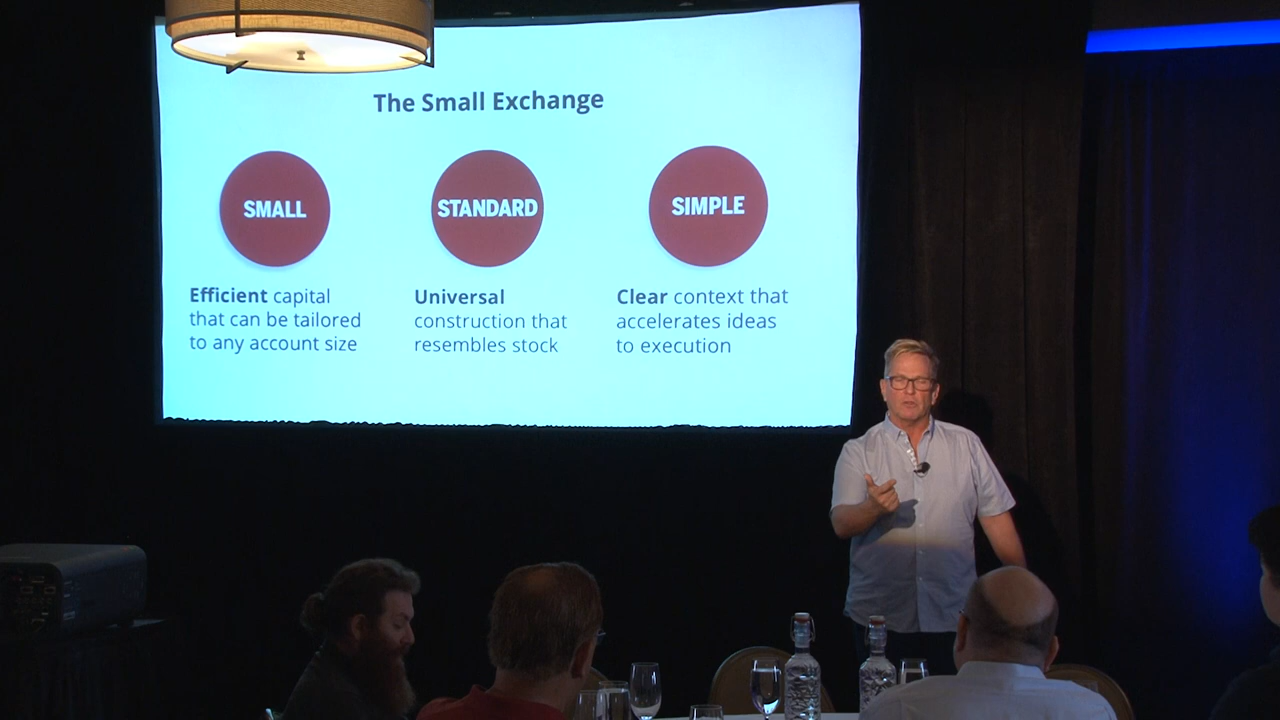 The Small Exchange
SMALL
STANDARD
SIMPLE
Efficient capital
that can be tailored
to any account size
Universal
construction that
resembles stock
Clear context that
accelerates ideas
to execution